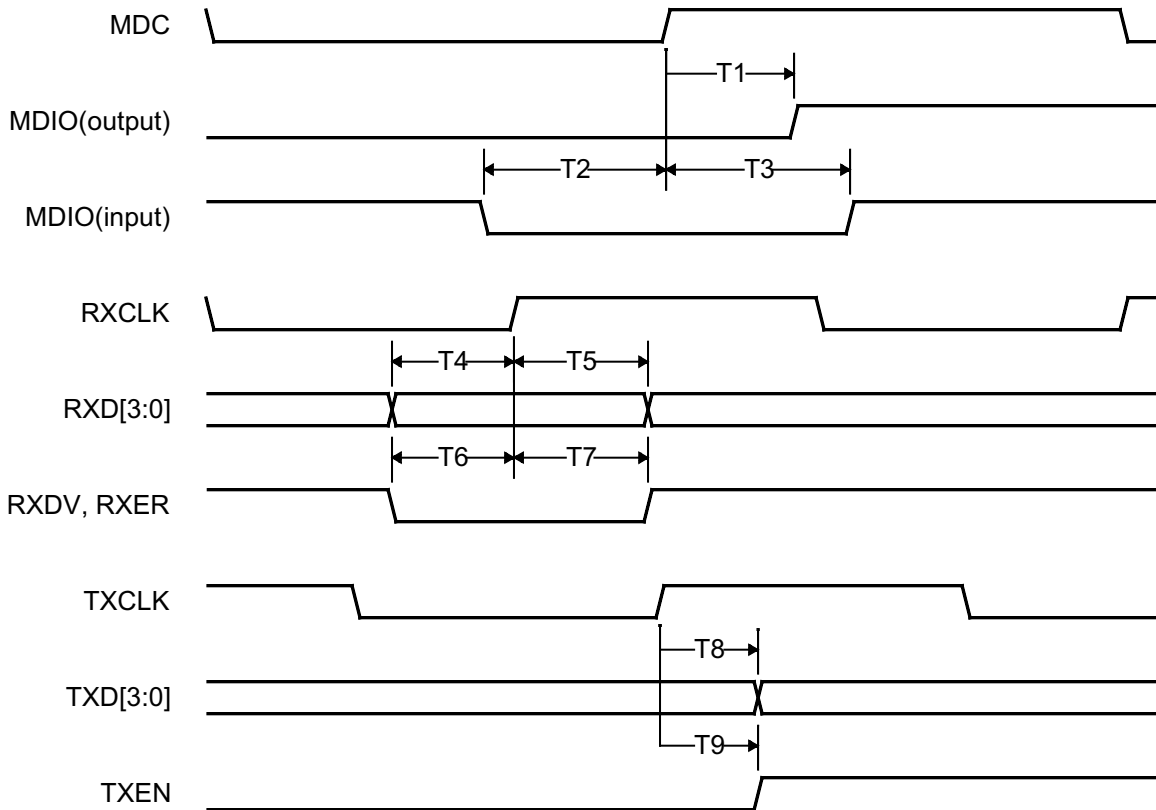 MDC
T1
MDIO(output)
T2 T3
MDIO(input)
RXCLK
T4 T5
RXD[3:0]
T6 T7
RXDV, RXER
TXCLK
T8
TXD[3:0]
T9
TXEN